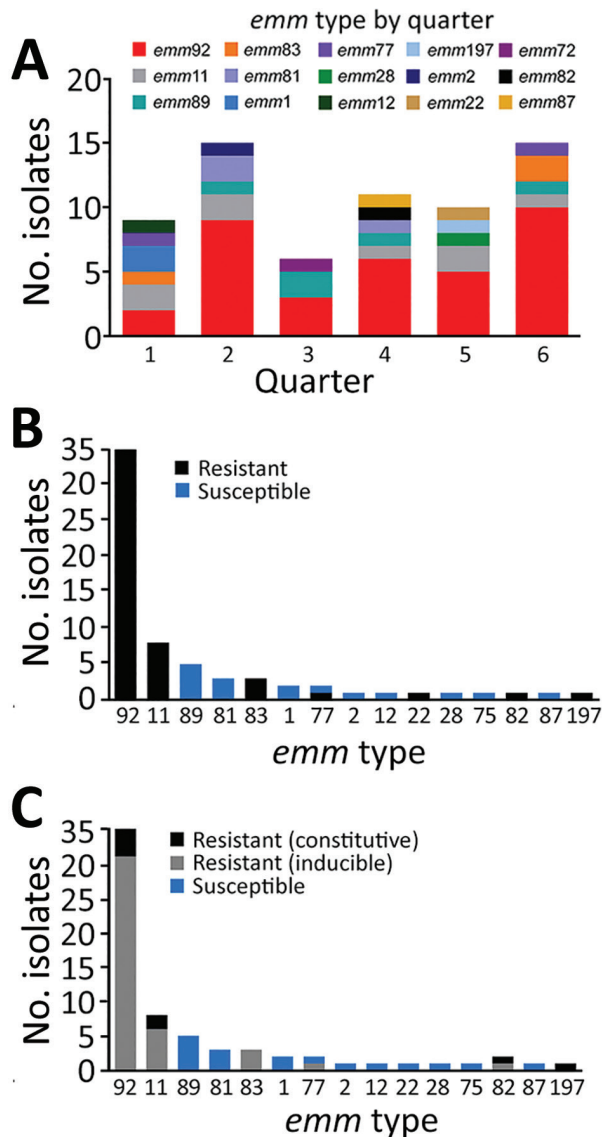 emm type by quarter
A
emm92 emm83 emm77 emm197 emm72
emm11 emm81 emm28 emm2 emm82
emm89 emm1 emm12 emm22 emm87
20
15
10
5
0
No. isolates
1 2 3 4 5 6
Quarter
B
Resistant
Susceptible
35
20
25
20
15
10
5
0
No. isolates
92 11 89 81 83 1 77 2 12 22 28 75 82 87 197
emm type
C
Resistant (constitutive)
Resistant (inducible)
Susceptible
35
25
20
20
15
10
5
0
No. isolates
92 11 89 81 83 1 77 2 12 22 28 75 82 87 197
emm type